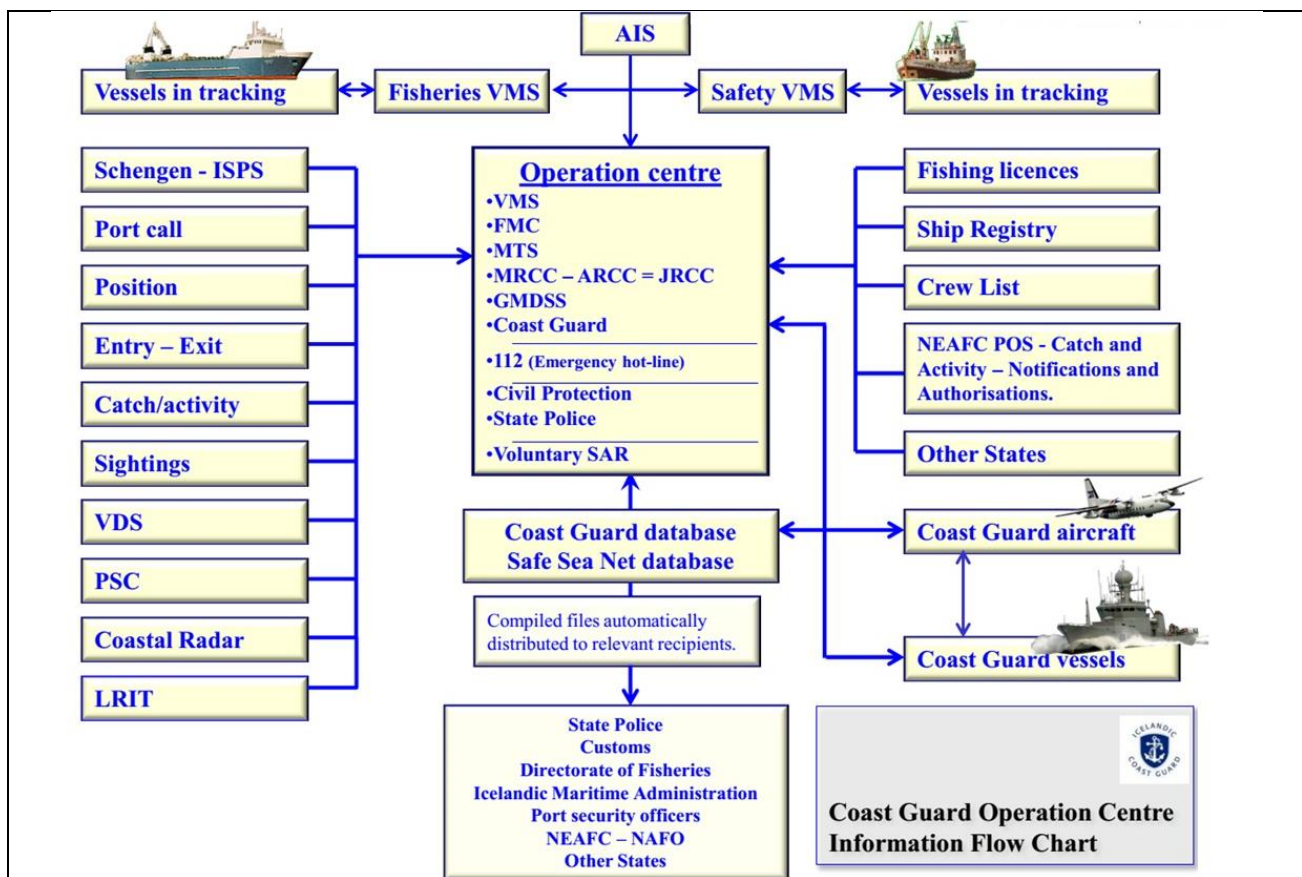 AIS
Vessels in tracking
Fisheries VMS
Safety VMS
Vessels in tracking
Schengen - ISPS
Port call
Position
Entry – Exit
Catch/activity
Sightings
VDS
PSC
Coastal Radar
LRIT
Operation centre
•VMS
•FMC
•MTS
•MRCC – ARCC = JRCC
•GMDSS
•Coast Guard
•112 (Emergency hot-line)
•Civil Protection
•State Police
•Voluntary SAR
Fishing licences
Ship Registry
Crew List
NEAFC POS - Catch and
Activity – Notifications and
Authorisations.
Other States
Coast Guard database
Safe Sea Net database
Coast Guard aircraft
Compiled files automatically
distributed to relevant recipients.
Coast Guard vessels
State Police
Customs
Directorate of Fisheries
Icelandic Maritime Administration
Port security officers
NEAFC – NAFO
Other States
ICELANDIC
COAST GUARD
Coast Guard Operation Centre
Information Flow Chart